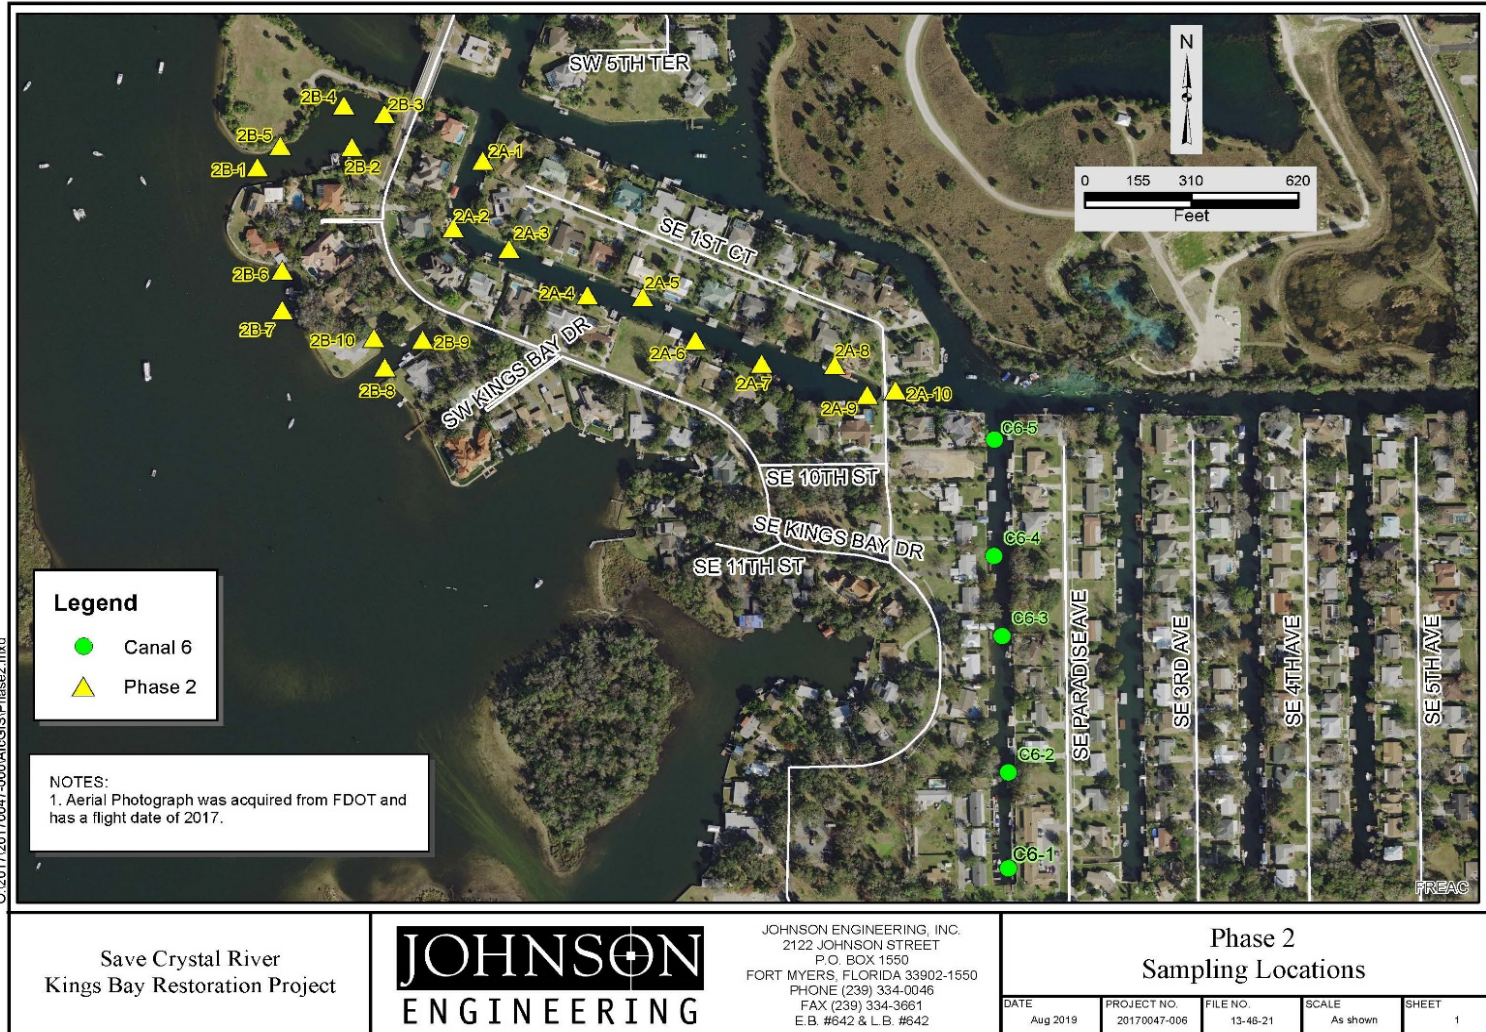 SW 5TH TER
N
0 155 310 620
Feet
2B-4
2B-3
2B-5
2B-1
2B-2
2A-1
2A-2
2A-3
SE 1ST CT
2B-6
2B-7
2A-4
2A-5
2B-10
2B-9
2B-8
SW KINGS BAY DR
2A-6
2A-7
2A-8
2A-9
2A-10
C6-5
SE 10TH ST
SE KINGS BAY DR
SE 11TH ST
C6-4
C6-3
C6-2
C6-1
SE PARADISE AVE
SE 3RD AVE
SE 4TH AVE
SE 5TH AVE
Legend
Canal 6
Phase 2
NOTES:
1. Aerial Photograph was acquired from FDOT and
has a flight date of 2017.
FREAC
Save Crystal River
Kings Bay Restoration Project
JOHNSON
ENGINEERING
JOHNSON ENGINEERING, INC.
2122 JOHNSON STREET
P.O. BOX 1550
FORT MYERS, FLORIDA 33902-1550
PHONE (239) 334-0046
FAX (239) 334-3661
E.B. #642 & L.B. #642
Phase 2
Sampling Locations
DATE
Aug 2019
PROJECT NO.
20170047-006
FILE NO.
13-46-21
SCALE
As shown
SHEET
1